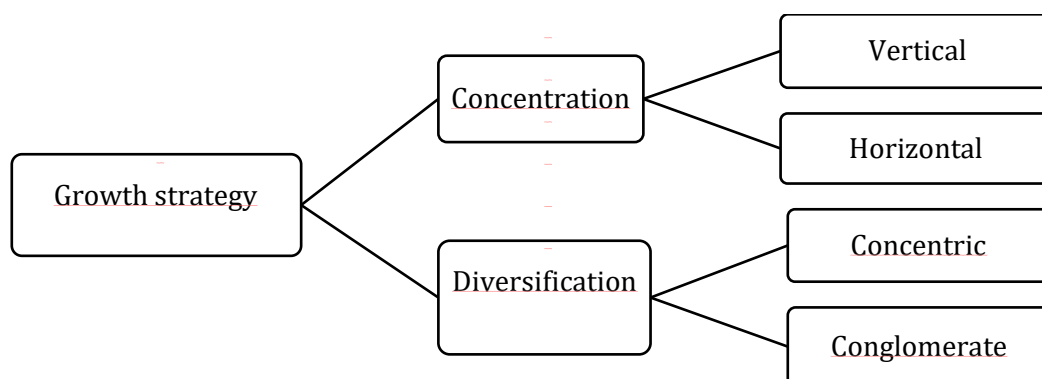 Growth strategy
Concentration
Diversification
Vertical
Horizontal
Concentric
Conglomerate